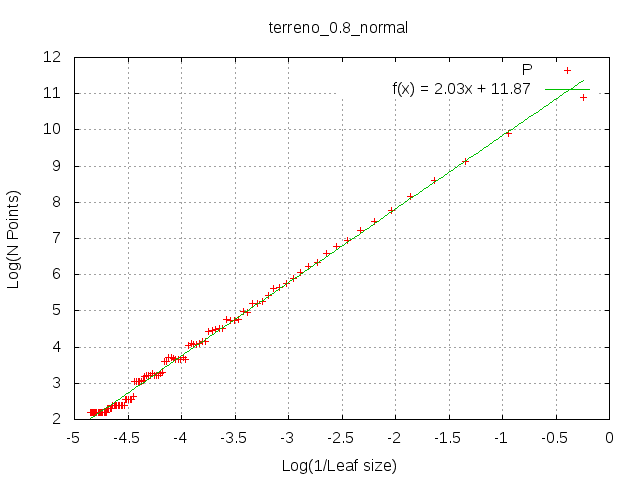 terreno_0.8_normal
P
f(x) = 2.03x + 11.87
12
11
10
9
8
7
6
5
4
3
2
Log(N Points)
-5 -4.5 -4 -3.5 -3 -2.5 -2 -1.5 -1 -0.5 0
Log(1/Leaf size)